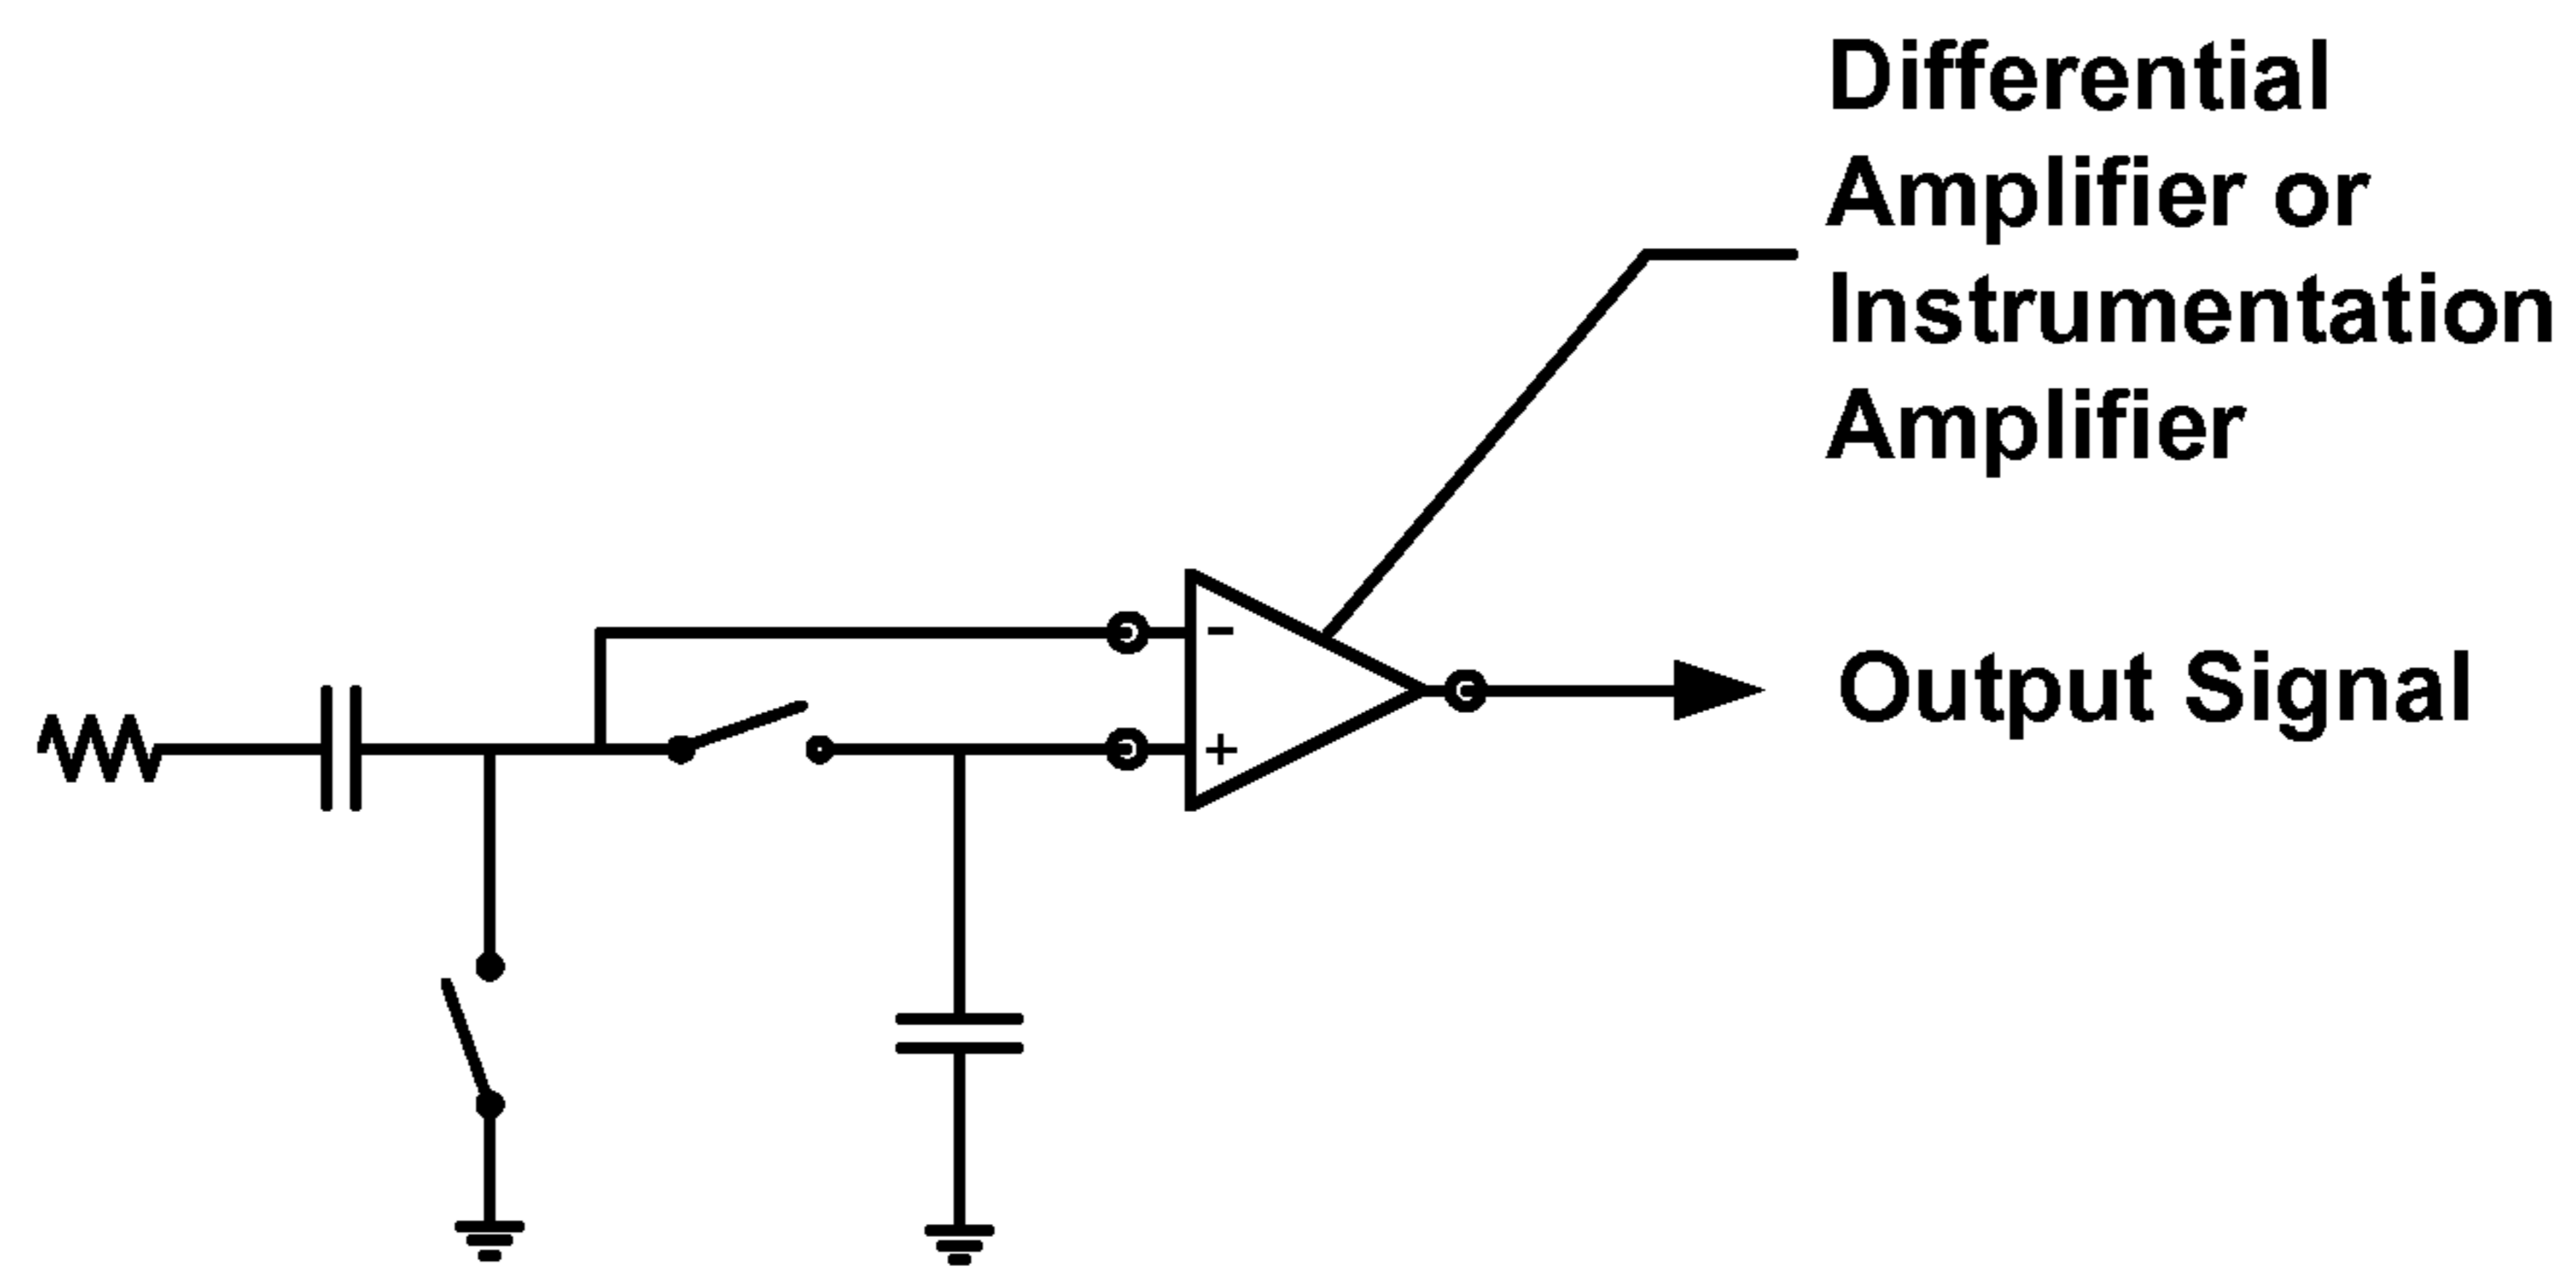 Differential
Amplifier or
Instrumentation
Amplifier
-
+
Output Signal